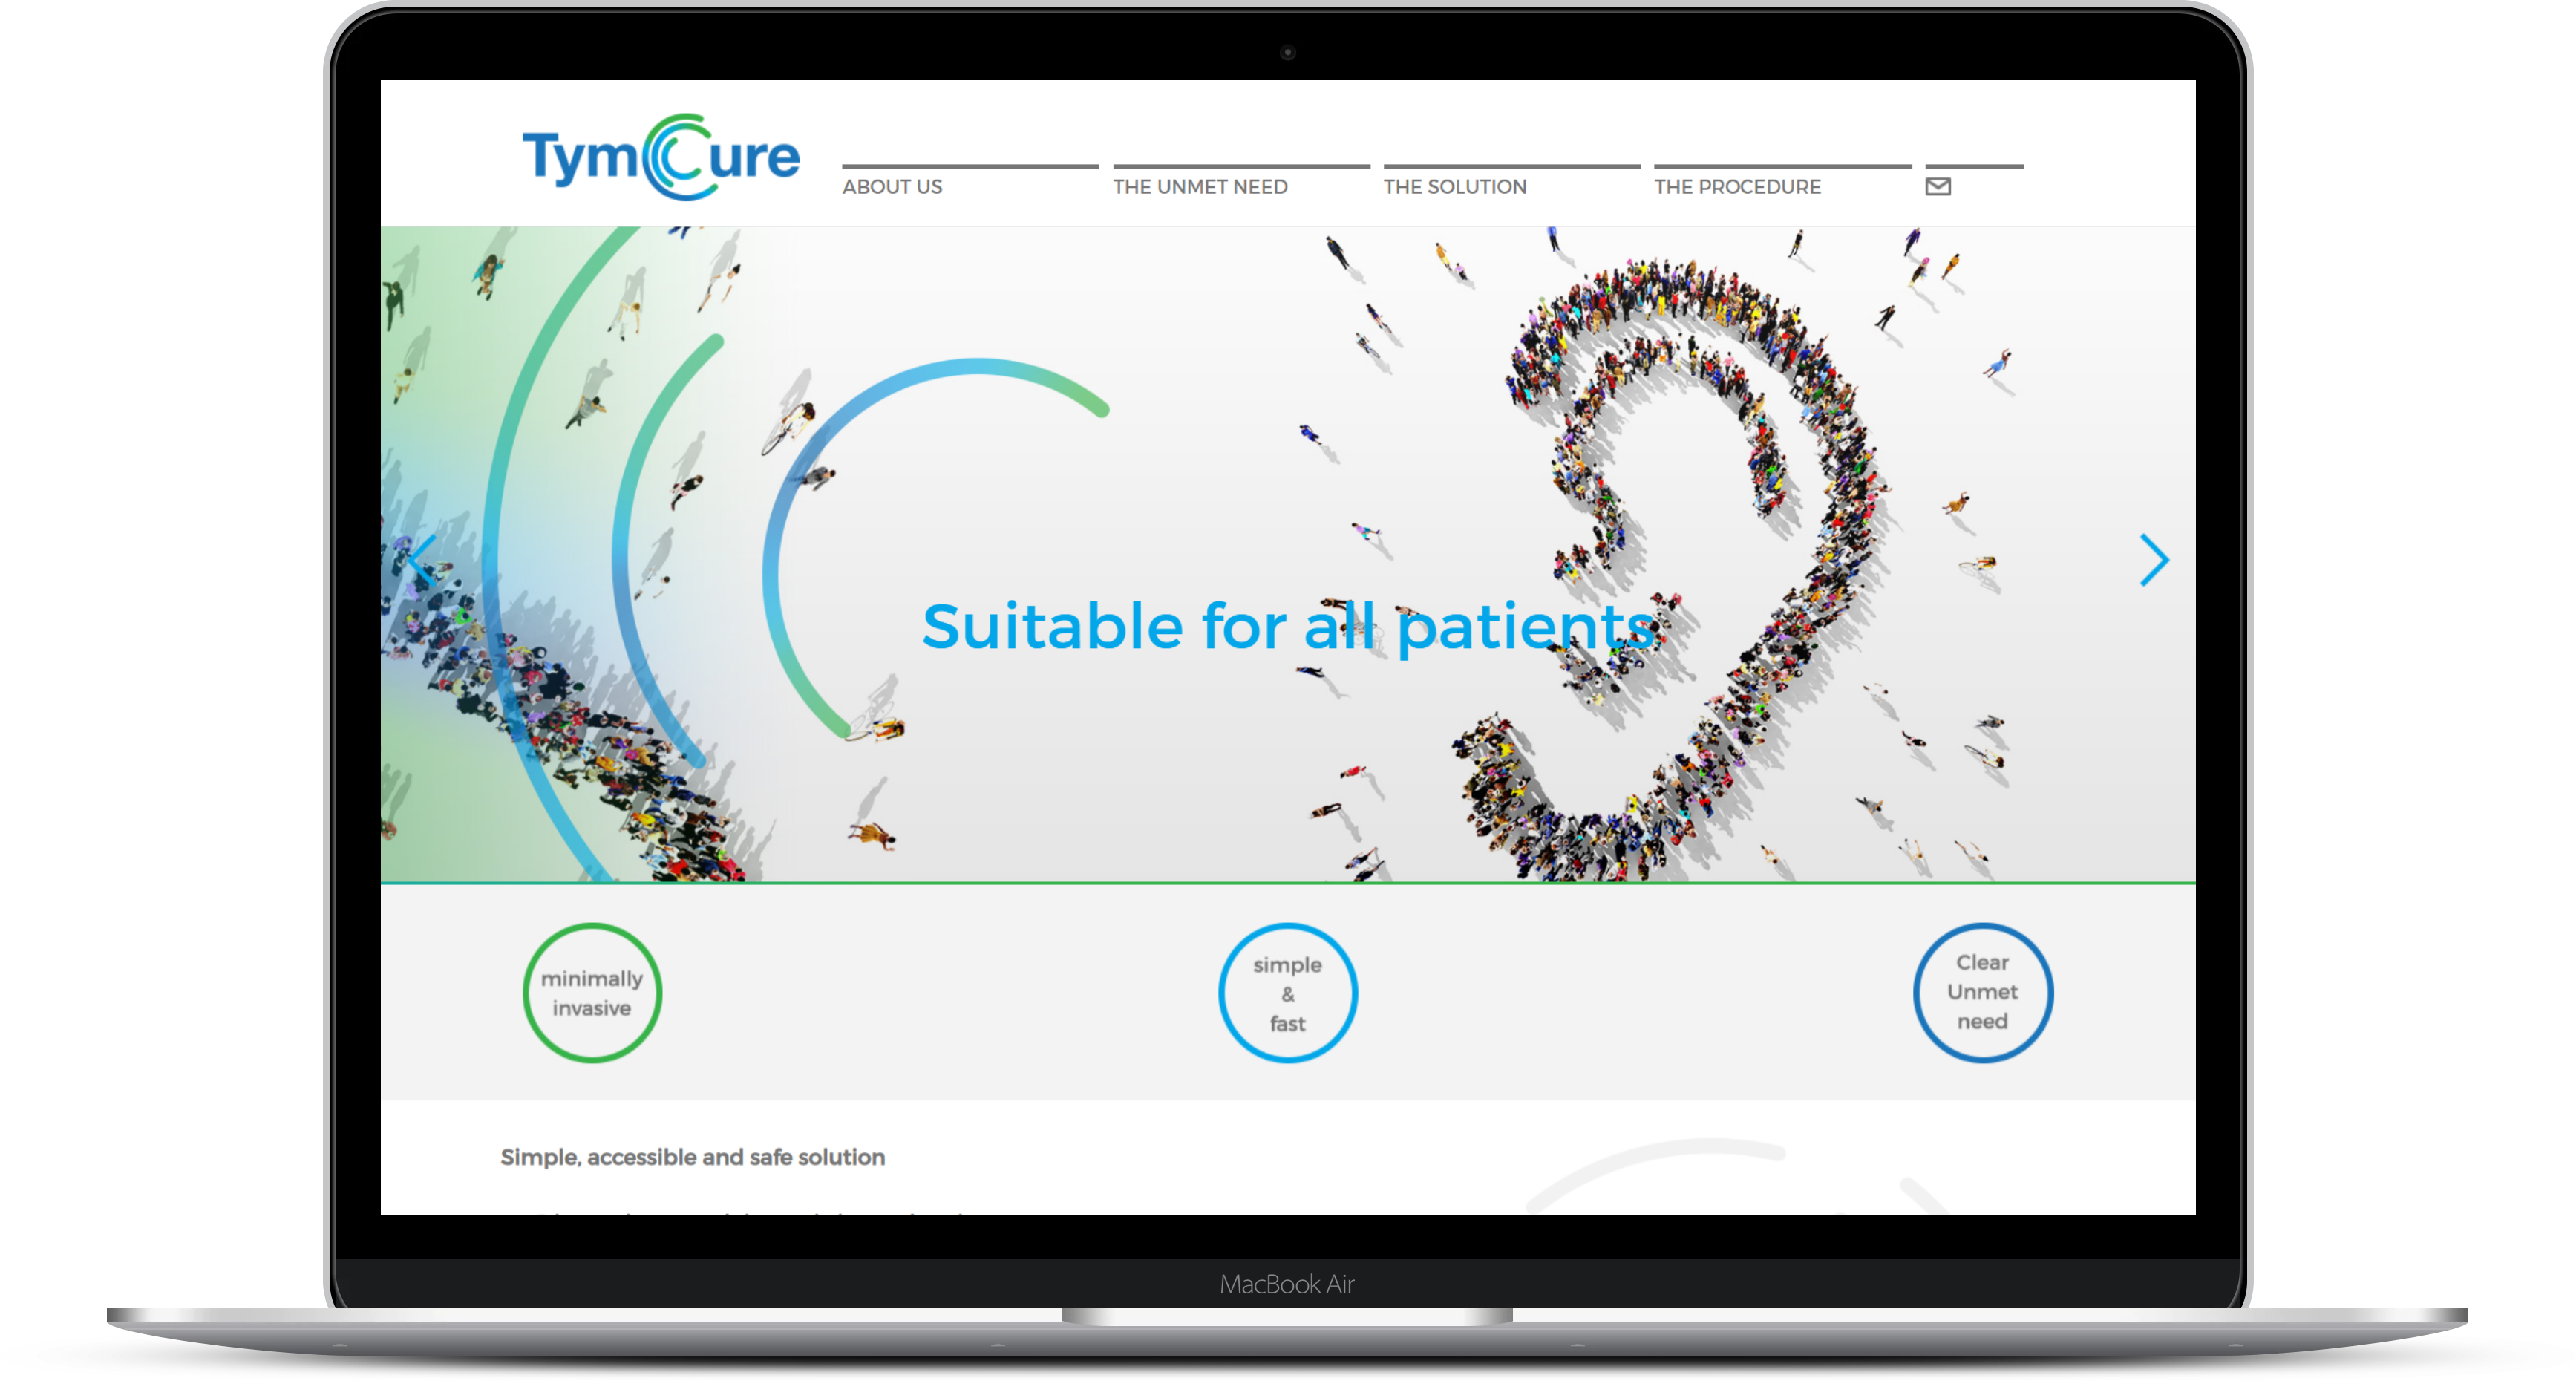 TymCure
ABOUT US
THE UNMET NEED
THE SOLUTION
THE PROCEDURE
Suitable for all patients
minimally
invasive
simple
&
fast
Clear
Unmet
need
Simple, accessible and safe solution
MacBook Air